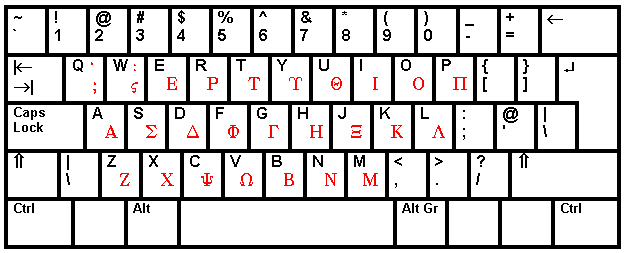 ~ ! @ # $ % ^ & * ( ) _ + ←
` 1 2 3 4 5 6 7 8 9 0 - =
|← Q ' W : E R T Y U I O P { } ↵
→| ; ς Ε Ρ Τ Υ Θ Ι Ο Π [ ]
Caps A S D F G H J K L : @ |
Lock Α Σ Δ Φ Γ Η Ξ Κ Λ ; ' \
⇑ | Z X C V B N M < > ? ⇑
\ Ζ Χ Ψ Ω Β Ν Μ , . /
Ctrl Alt Alt Gr Ctrl